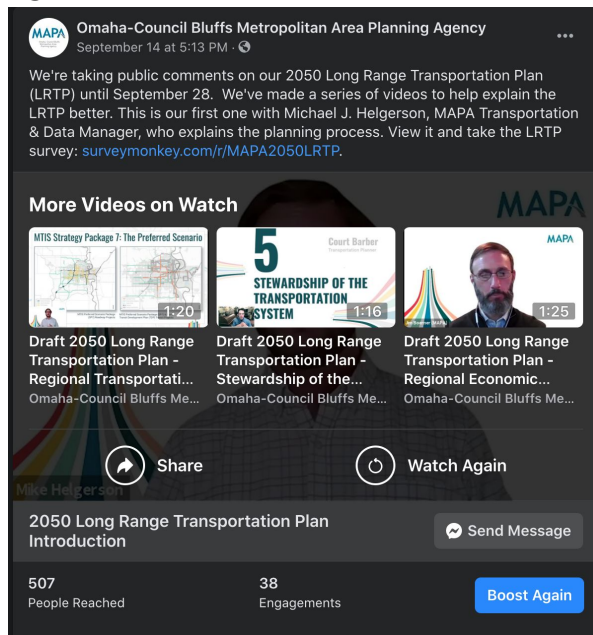 MAPA
Omaha-Council Bluffs Metropolitan Area Planning Agency
September 14 at 5:13 PM ·
We're taking public comments on our 2050 Long Range Transportation Plan
(LRTP) until September 28.  We've made a series of videos to help explain the
LRTP better. This is our first one with Michael J. Helgerson, MAPA Transportation
& Data Manager, who explains the planning process. View it and take the LRTP
survey: surveymonkey.com/r/MAPA2050LRTP.
More Videos on Watch
MAPA
MTIS Strategy Package 7: The Preferred Scenario
1:20
5
Court Barber
STEWARDSHIP OF THE
TRANSPORTATION
SYSTEM
1:16
MAPA
1:25
Draft 2050 Long Range
Transportation Plan -
Regional Transportati...
Omaha-Council Bluffs Me...
Draft 2050 Long Range
Transportation Plan -
Stewardship of the...
Omaha-Council Bluffs Me...
Draft 2050 Long Range
Transportation Plan -
Regional Economic...
Omaha-Council Bluffs Me...
Share
Watch Again
Mike Helgerson
2050 Long Range Transportation Plan
Introduction
Send Message
507
People Reached
38
Engagements
Boost Again